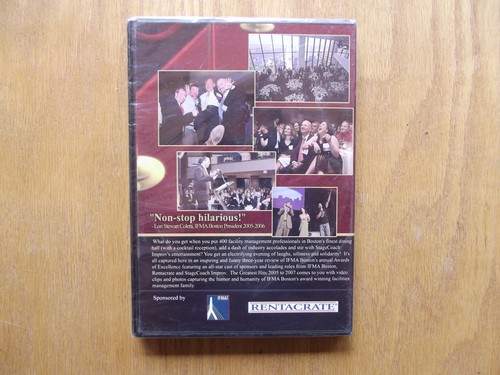 "Non-stop hilarious!"
- Lori Stewart Coletti, IFMA Boston President 2005-2006
What do you get when you put 400 facility management professionals in Boston's finest dining
hall (with a cocktail reception), add a dash of industry accolades and stir with StageCoach
Improv's entertainment? You get an electrifying evening of laughs, silliness and solidarity! It's
all captured here in an inspiring and funny three-year review of IFMA Boston's annual Awards
of Excellence featuring an all-star cast of sponsors and leading roles from IFMA Boston,
Rentacrate and StageCoach Improv. The Greatest Hits 2005 to 2007 comes to you with video
clips and photos capturing the humor and humanity of IFMA Boston's award winning facilities
management family.
Sponsored by
IFMA
RENTACRATE